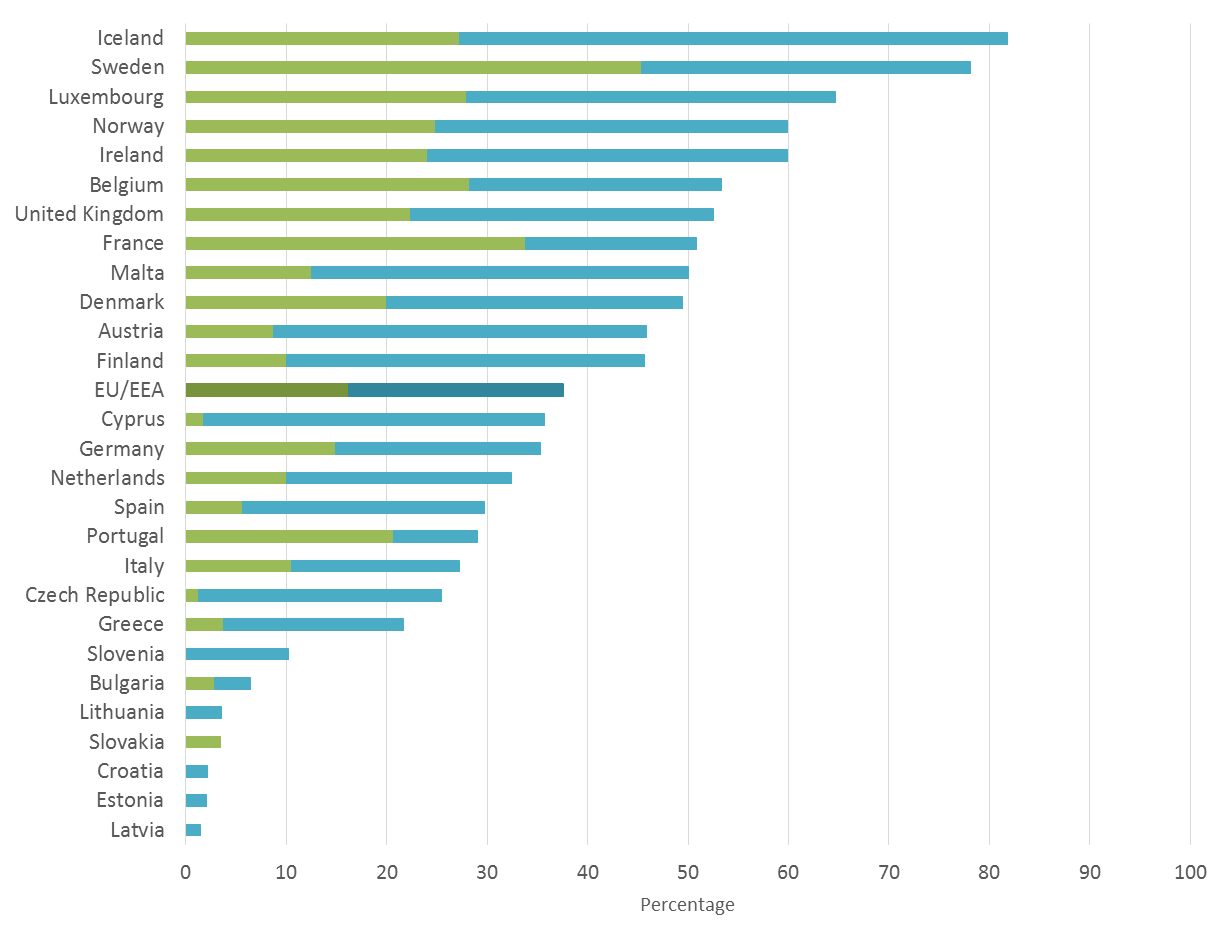 Iceland
Sweden
Luxembourg
Norway
Ireland
Belgium
United Kingdom
France
Malta
Denmark
Austria
Finland
EU/EEA
Cyprus
Germany
Netherlands
Spain
Portugal
Italy
Czech Republic
Greece
Slovenia
Bulgaria
Lithuania
Slovakia
Croatia
Estonia
Latvia
0 10 20 30 40 50 60 70 80 90 100
Percentage